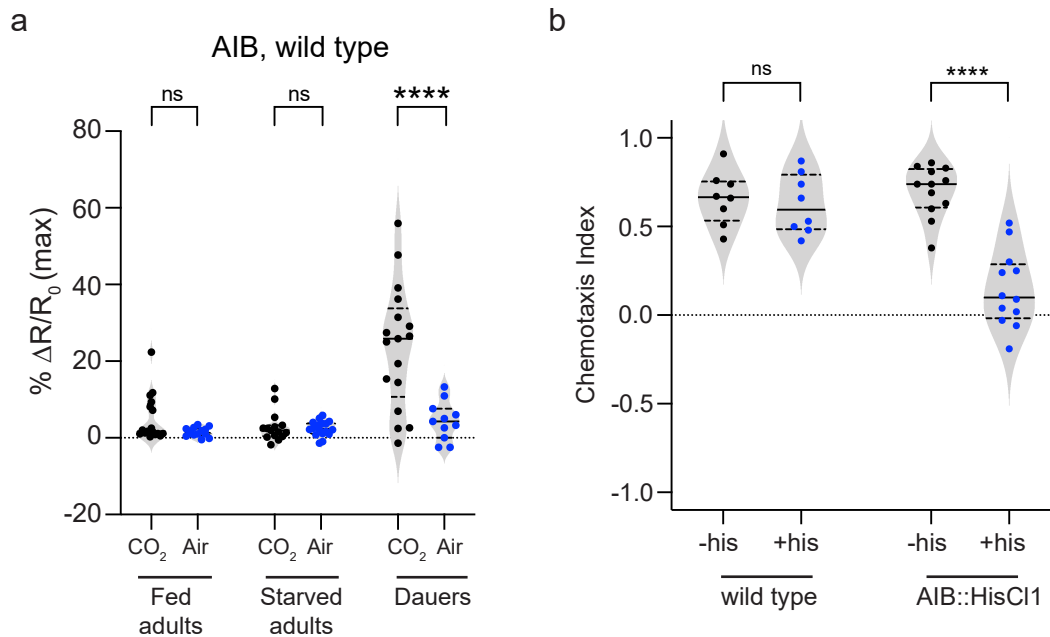 a
AIB, wild type
ns
ns
****
80
60
40
20
0
-20
% ΔR/R0 (max)
CO2 Air CO2 Air CO2 Air
Fed adults
Starved adults
Dauers
b
ns
****
1.0
0.5
0.0
-0.5
-1.0
Chemotaxis Index
-his +his -his +his
wild type
AIB::HisCl1